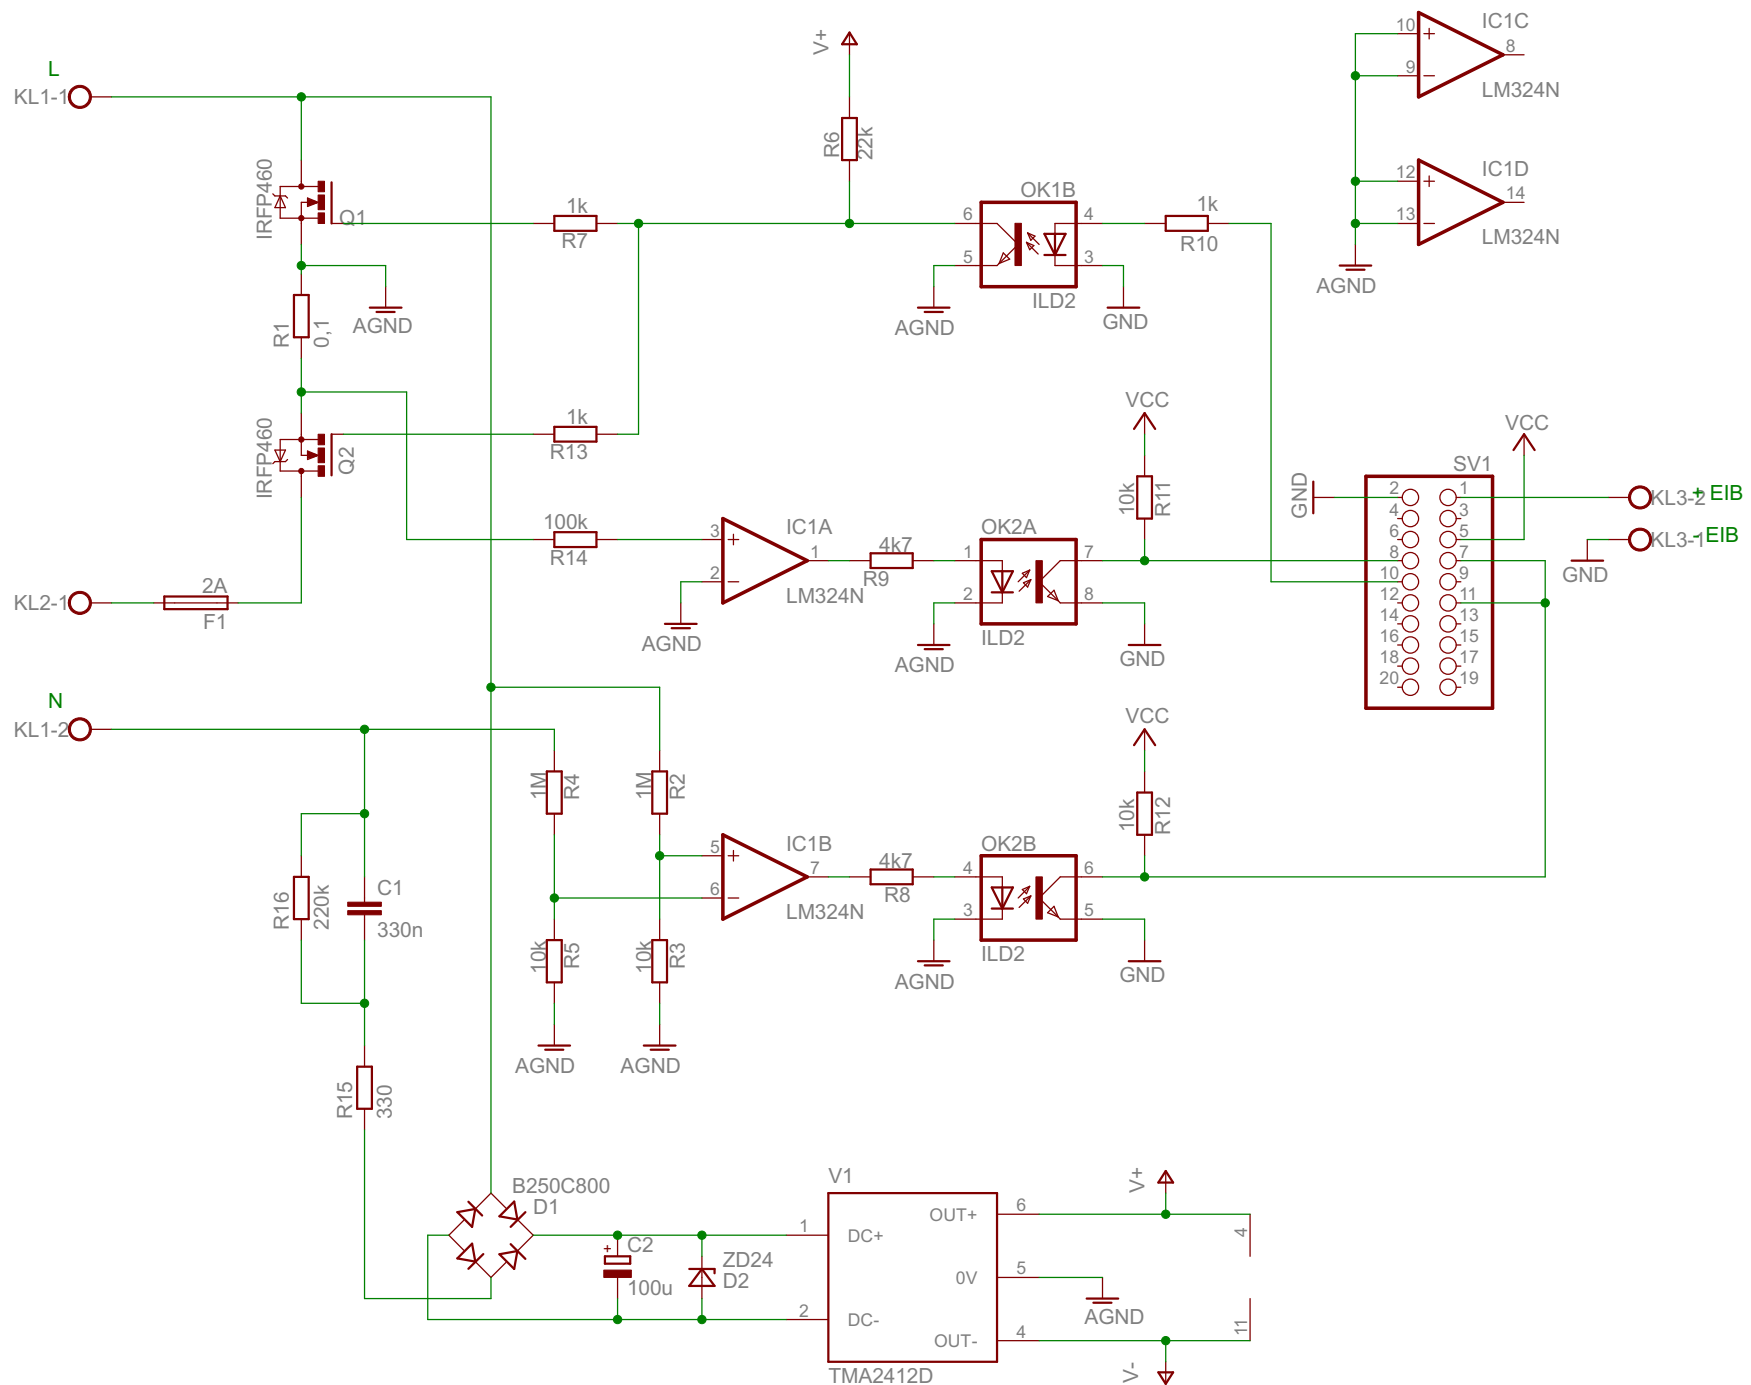 L
KL1-1
IRFP460
Q1
R1
0,1
AGND
IRFP460
Q2
KL2-1
2A
F1
N
KL1-2
V+
R6
22k
1k
R7
1k
R13
100k
R14
OK1B
6
5
4
3
ILD2
AGND
GND
1k
R10
10
+
9
−
8
IC1C
LM324N
12
+
13
−
14
IC1D
LM324N
AGND
3
+
2
−
1
IC1A
LM324N
AGND
4k7
R9
OK2A
1
2
7
8
ILD2
AGND
GND
VCC
10k
R11
VCC
SV1
GND
2
4
6
8
10
12
14
16
18
20
1
3
5
7
9
11
13
15
17
19
KL3-2
+ EIB
KL3-1
- EIB
GND
1M
R4
1M
R2
10k
R5
10k
R3
AGND
AGND
5
+
6
−
7
IC1B
LM324N
4k7
R8
OK2B
4
3
6
5
ILD2
AGND
GND
VCC
10k
R12
R16
220k
C1
330n
R15
330
B250C800
D1
+
C2
100u
ZD24
D2
V1
1
DC+
2
DC-
OUT+
6
0V
5
OUT-
4
TMA2412D
V+
AGND
V-
4
11